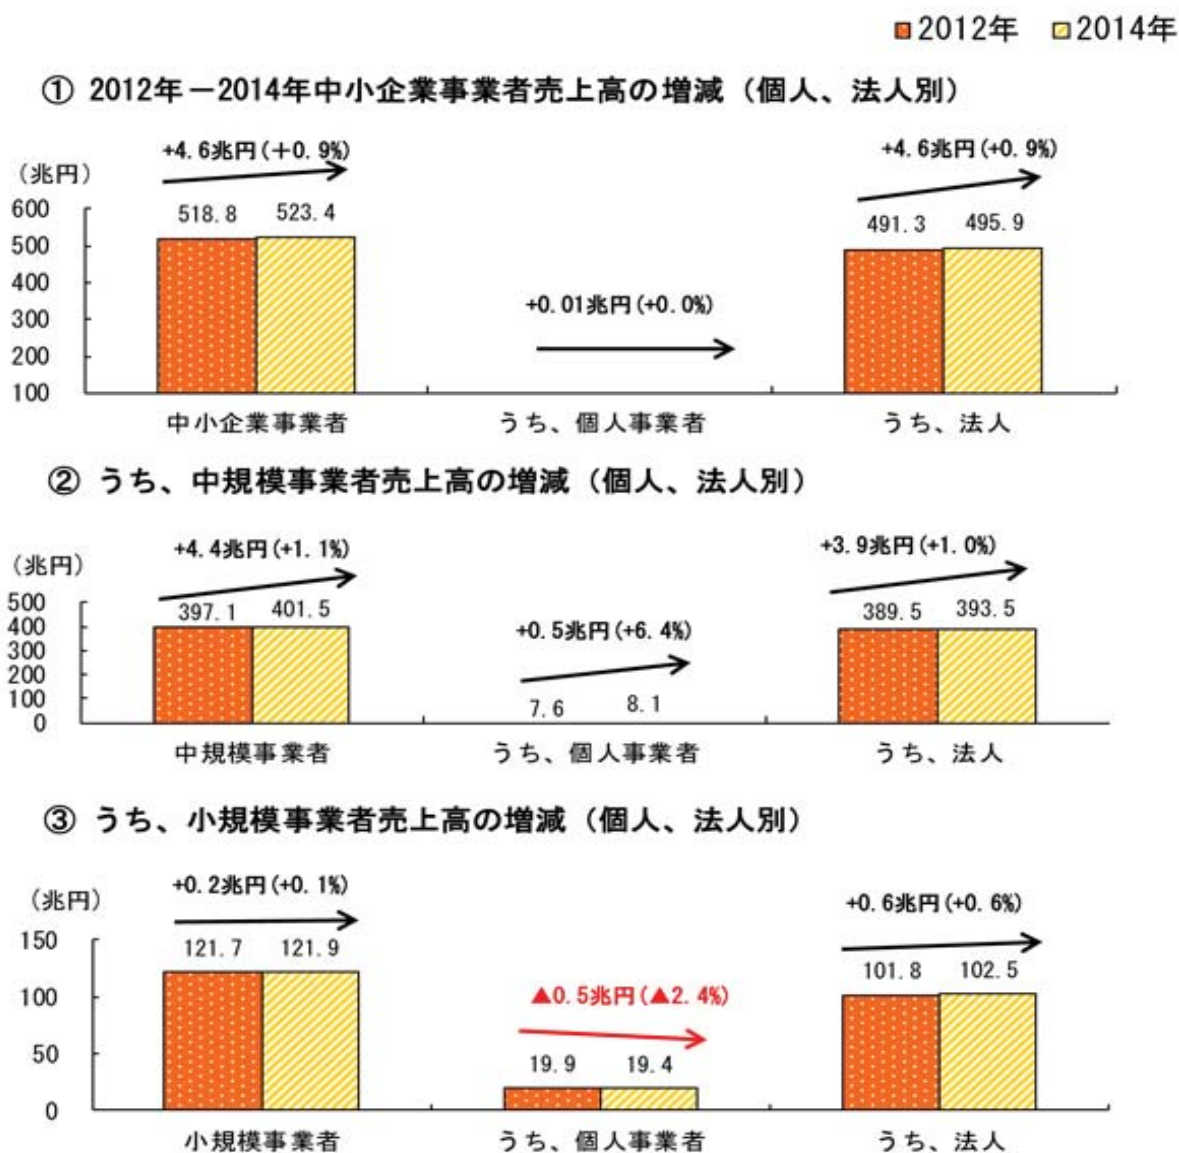 2012年 2014年
① 2012年－2014年中小企業事業者売上高の増減（個人、法人別）
+4.6兆円(＋0.9%)
+4.6兆円(+0.9%)
（兆円）
600
518.8 523.4
491.3 495.9
500
400
+0.01兆円(+0.0%)
300
200
100
中小企業事業者 うち、個人事業者 うち、法人
② うち、中規模事業者売上高の増減（個人、法人別）
+4.4兆円(+1.1%)
+3.9兆円(+1.0%)
（兆円）
500
397.1 401.5
389.5 393.5
400
+0.5兆円(+6.4%)
300
200
7.6 8.1
100
0
中規模事業者 うち、個人事業者 うち、法人
③ うち、小規模事業者売上高の増減（個人、法人別）
+0.2兆円(+0.1%)
+0.6兆円(+0.6%)
（兆円）
150
121.7 121.9
101.8 102.5
100
▲0.5兆円(▲2.4%)
50
19.9 19.4
0
小規模事業者 うち、個人事業者 うち、法人